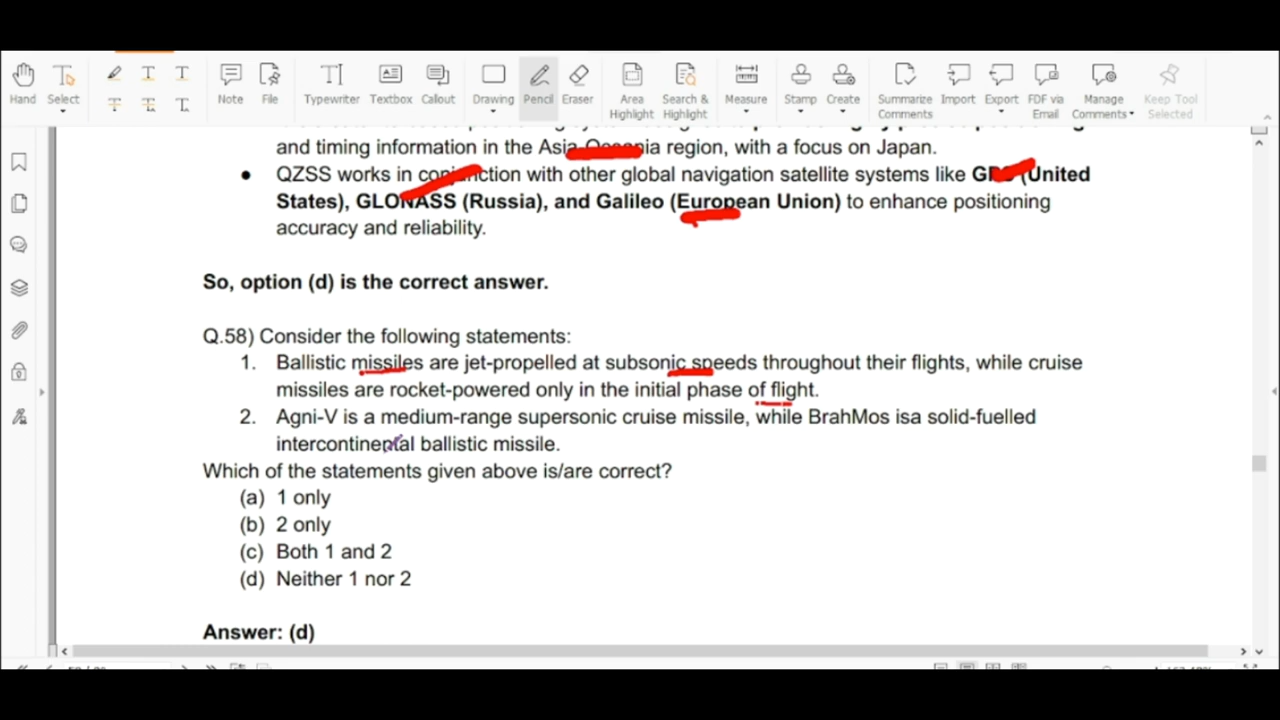 Hand
Select
Note
File
Typewriter
Textbox
Callout
Drawing
Pencil
Eraser
Area Highlight
Search & Highlight
Measure
Stamp
Create
Summarize Comments
Import
Export
FDF via Email
Manage Comments
Keep Tool Selected
and timing information in the Asia-Oceania region, with a focus on Japan.
● QZSS works in conjunction with other global navigation satellite systems like GPS (United
States), GLONASS (Russia), and Galileo (European Union) to enhance positioning
accuracy and reliability.
So, option (d) is the correct answer.
Q.58) Consider the following statements:
1. Ballistic missiles are jet-propelled at subsonic speeds throughout their flights, while cruise
missiles are rocket-powered only in the initial phase of flight.
2. Agni-V is a medium-range supersonic cruise missile, while BrahMos isa solid-fuelled
intercontinental ballistic missile.
Which of the statements given above is/are correct?
(a) 1 only
(b) 2 only
(c) Both 1 and 2
(d) Neither 1 nor 2
Answer: (d)